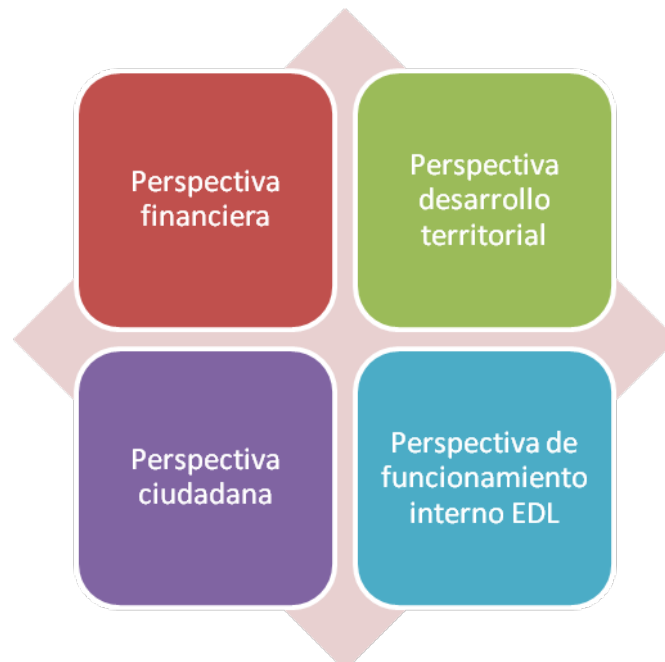 Perspectiva
financiera
Perspectiva
desarrollo
territorial
Perspectiva
ciudadana
Perspectiva de
funcionamiento
interno EDL